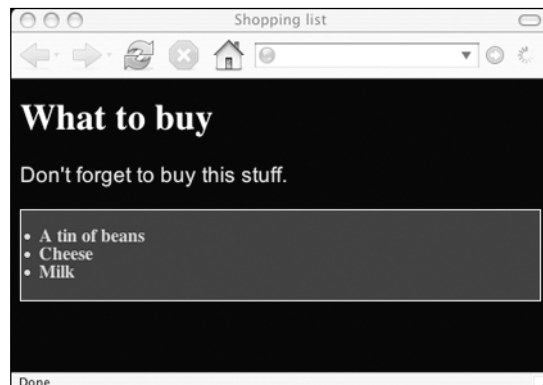 Shopping list
What to buy
Don't forget to buy this stuff.
• A tin of beans
• Cheese
• Milk
Done